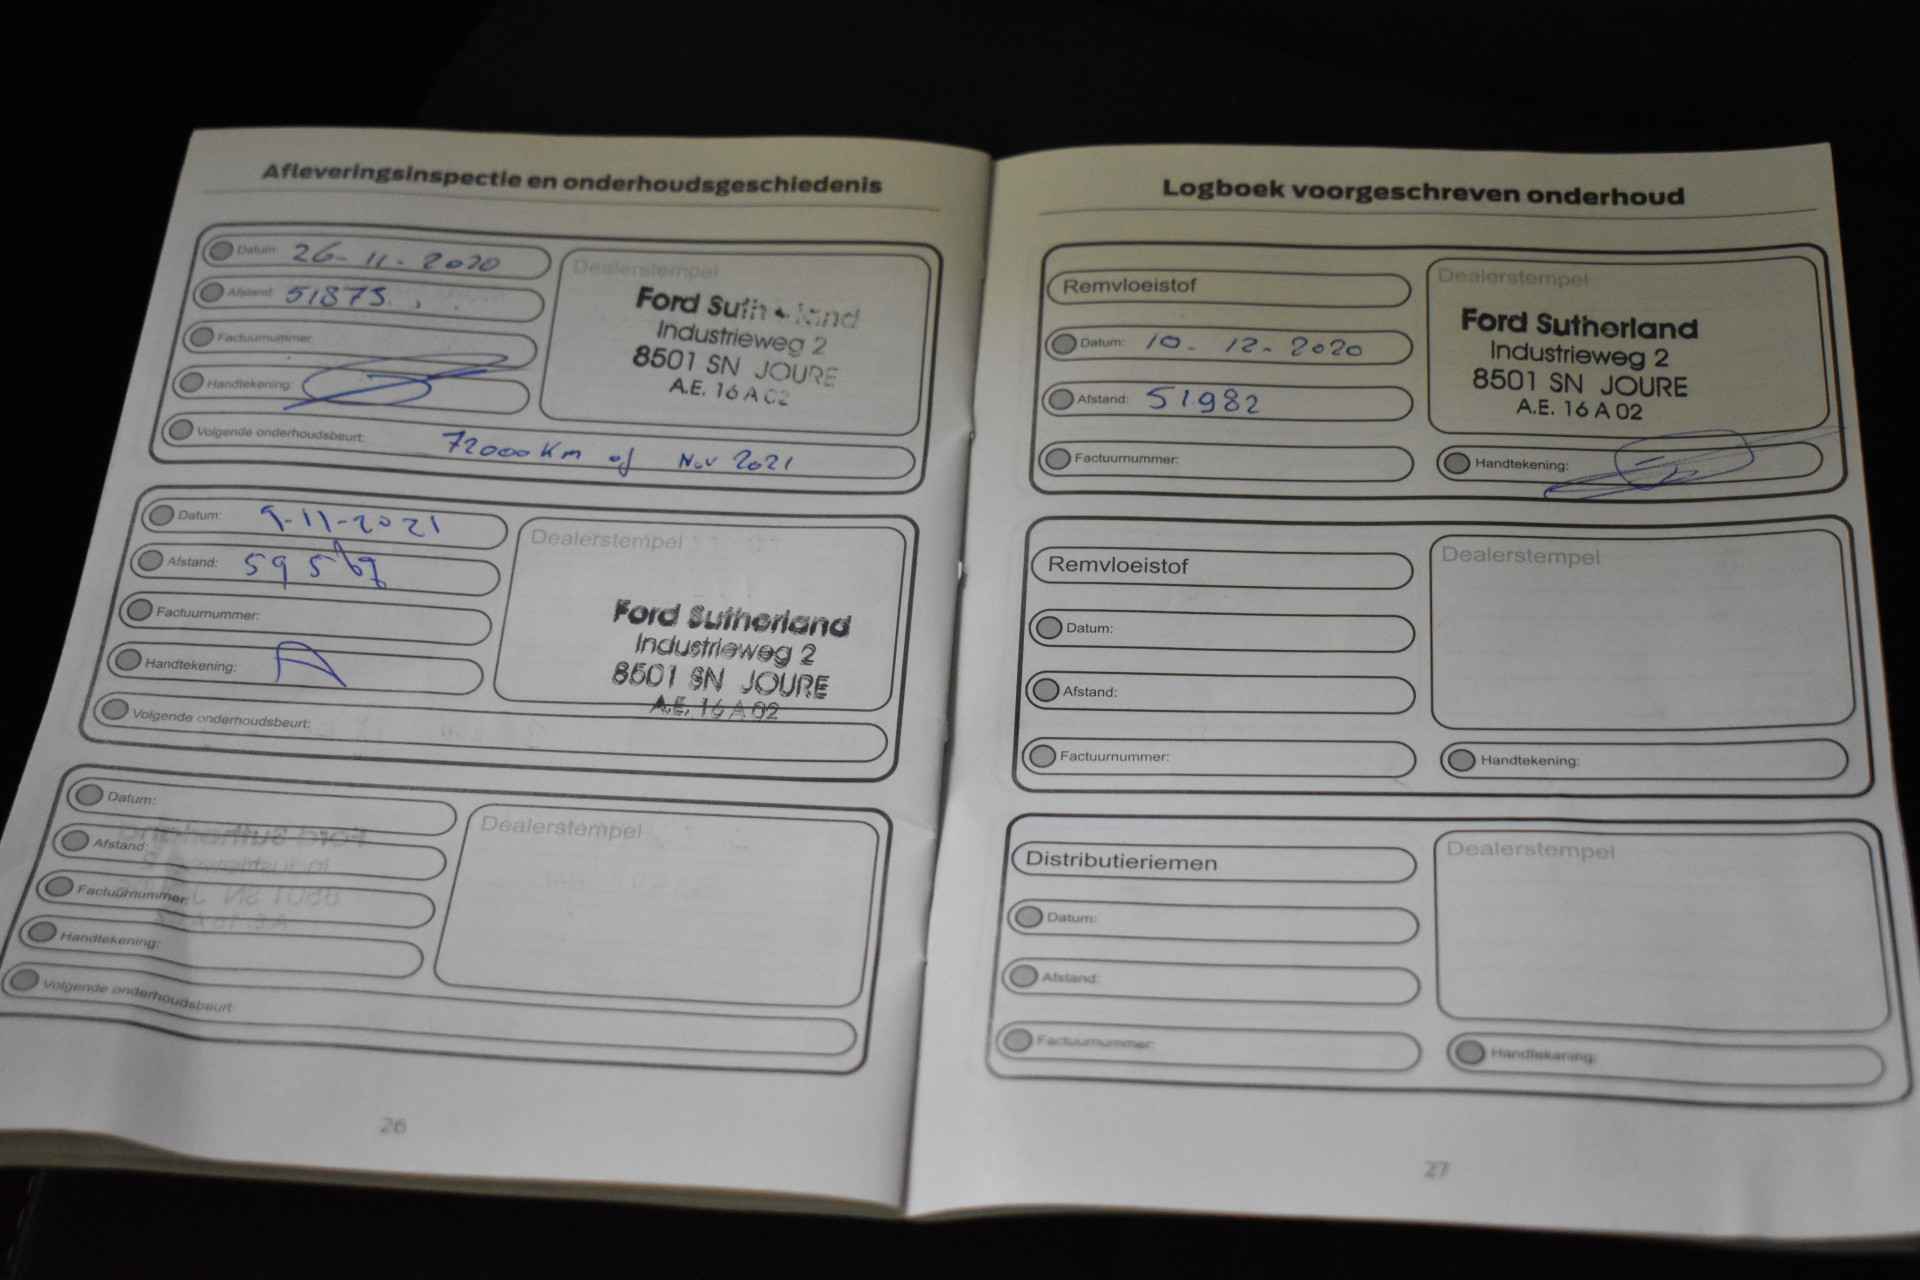 Afleveringsinspectie en onderhoudsgeschiedenis
Datum: 26-11-2020
Afstand: 51875
Factuurnummer:
Handtekening:
Volgende onderhoudsbeurt: 72000 Km of Nov 2021
Dealerstempel
Ford Suth land
Industrieweg 2
8501 SN JOURE
A.E. 16 A 02
Datum: 9-11-2021
Afstand:
Factuurnummer:
Handtekening:
Volgende onderhoudsbeurt:
Dealerstempel
Ford Sutherland
Industrieweg 2
8501 SN JOURE
A.E. 16 A 02
Datum:
Afstand:
Factuurnummer:
Handtekening:
Volgende onderhoudsbeurt:
Dealerstempel
26
Logboek voorgeschreven onderhoud
Remvloeistof
Datum: 10-12-2020
Afstand: 51982
Factuurnummer:
Dealerstempel
Ford Sutherland
Industrieweg 2
8501 SN JOURE
A.E. 16 A 02
Handtekening:
Remvloeistof
Datum:
Afstand:
Factuurnummer:
Dealerstempel
Handtekening:
Distributieriemen
Datum:
Afstand:
Factuurnummer:
Dealerstempel
Handtekening:
27